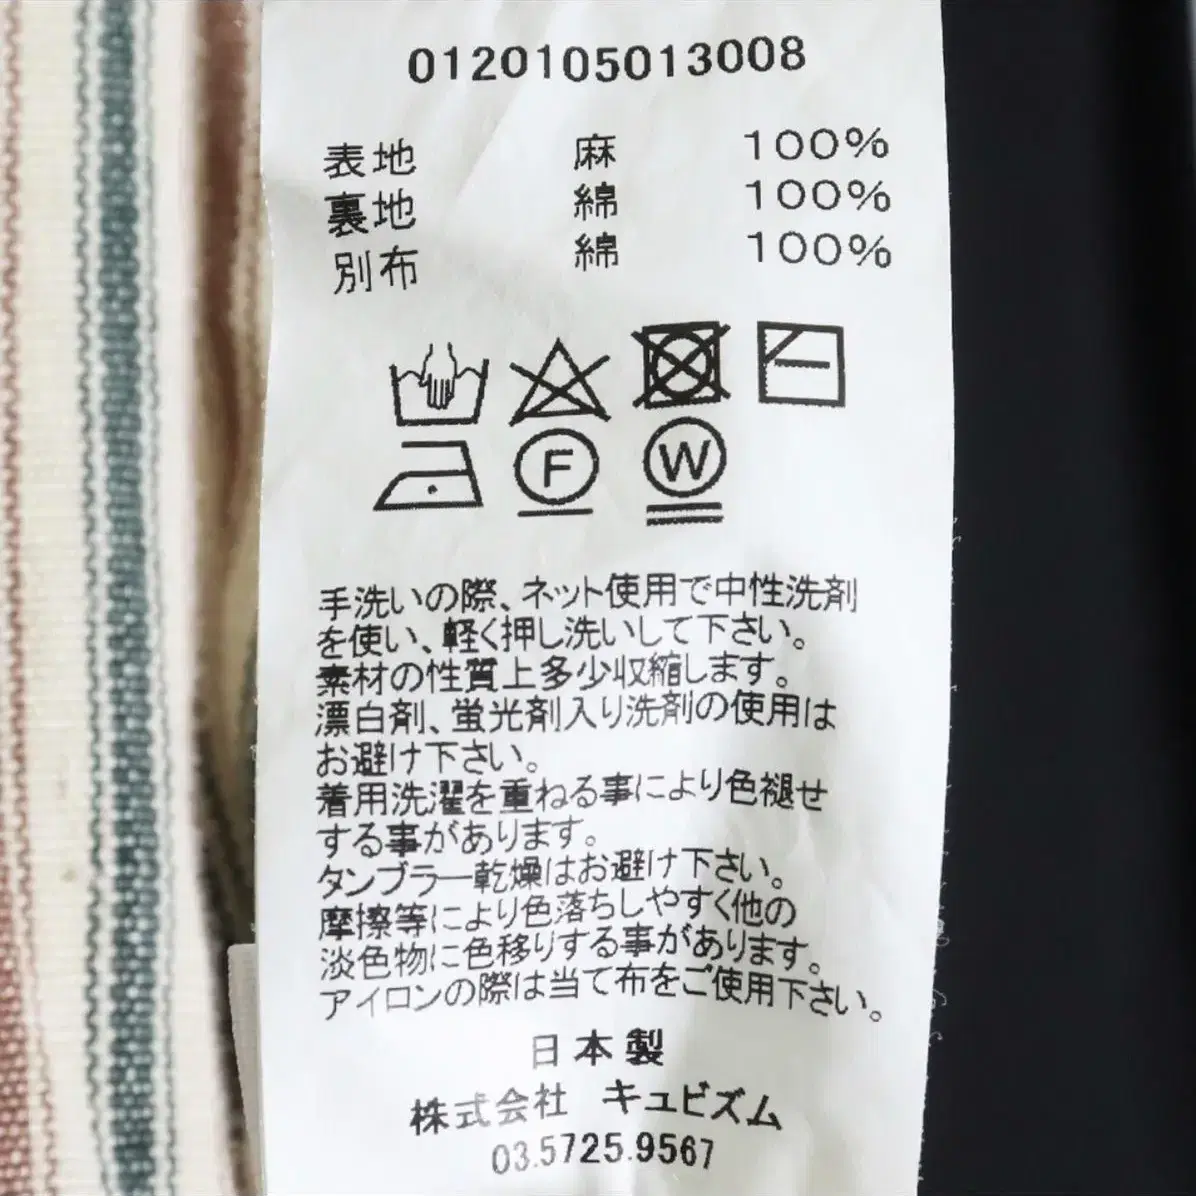 0120105013008
表地 麻 100%
裏地 綿 100%
別布 綿 100%
F W
手洗いの際、ネット使用で中性洗剤
を使い、軽く押し洗いして下さい。
素材の性質上多少収縮します。
漂白剤、蛍光剤入り洗剤の使用は
お避け下さい。
着用洗濯を重ねる事により色褪せ
する事があります。
タンブラー乾燥はお避け下さい。
摩擦等により色落ちしやすく他の
淡色物に色移りする事があります。
アイロンの際は当て布をご使用下さい。
日本製
株式会社 キュビズム
03.5725.9567